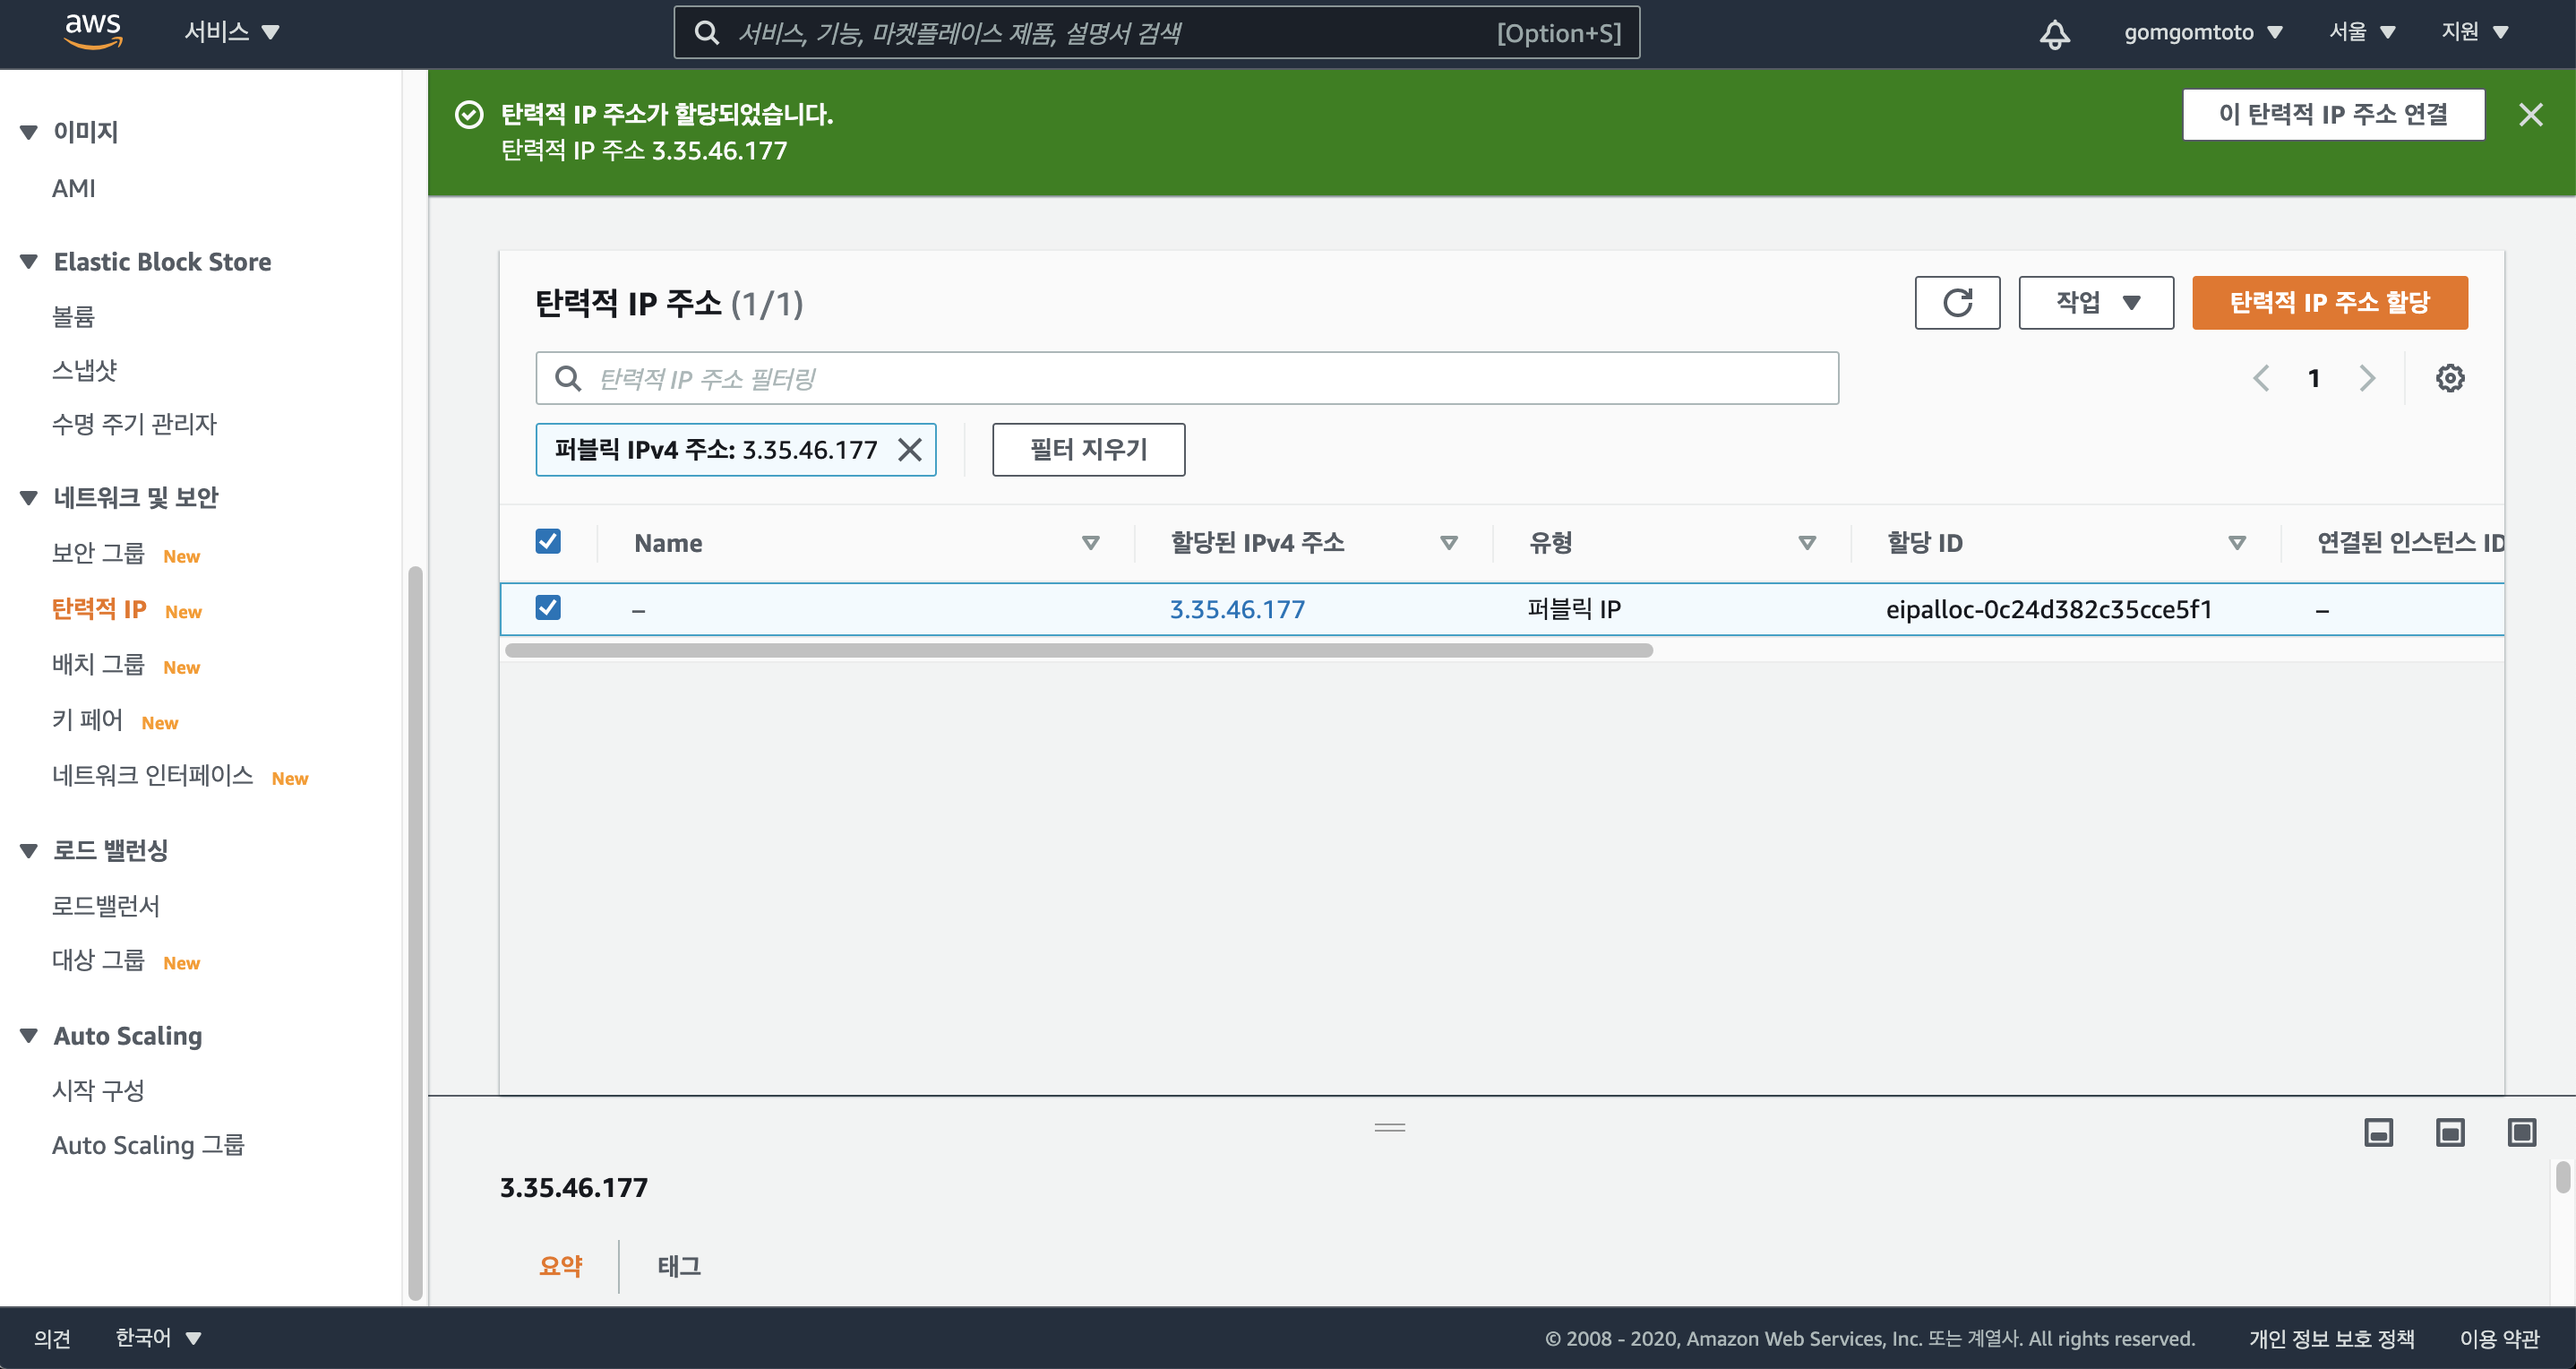 aws
서비스
서비스, 기능, 마켓플레이스 제품, 설명서 검색
[Option+S]
gomgomtoto
서울
지원
이미지
AMI
Elastic Block Store
볼륨
스냅샷
수명 주기 관리자
네트워크 및 보안
보안 그룹 New
탄력적 IP New
배치 그룹 New
키 페어 New
네트워크 인터페이스 New
로드 밸런싱
로드밸런서
대상 그룹 New
Auto Scaling
시작 구성
Auto Scaling 그룹
탄력적 IP 주소가 할당되었습니다.
탄력적 IP 주소 3.35.46.177
이 탄력적 IP 주소 연결
탄력적 IP 주소 (1/1)
작업
탄력적 IP 주소 할당
탄력적 IP 주소 필터링
1
퍼블릭 IPv4 주소: 3.35.46.177
필터 지우기
Name 할당된 IPv4 주소 유형 할당 ID 연결된 인스턴스 ID
– 3.35.46.177 퍼블릭 IP eipalloc-0c24d382c35cce5f1 –
3.35.46.177
요약
태그
의견
한국어
© 2008 - 2020, Amazon Web Services, Inc. 또는 계열사. All rights reserved.
개인 정보 보호 정책
이용 약관